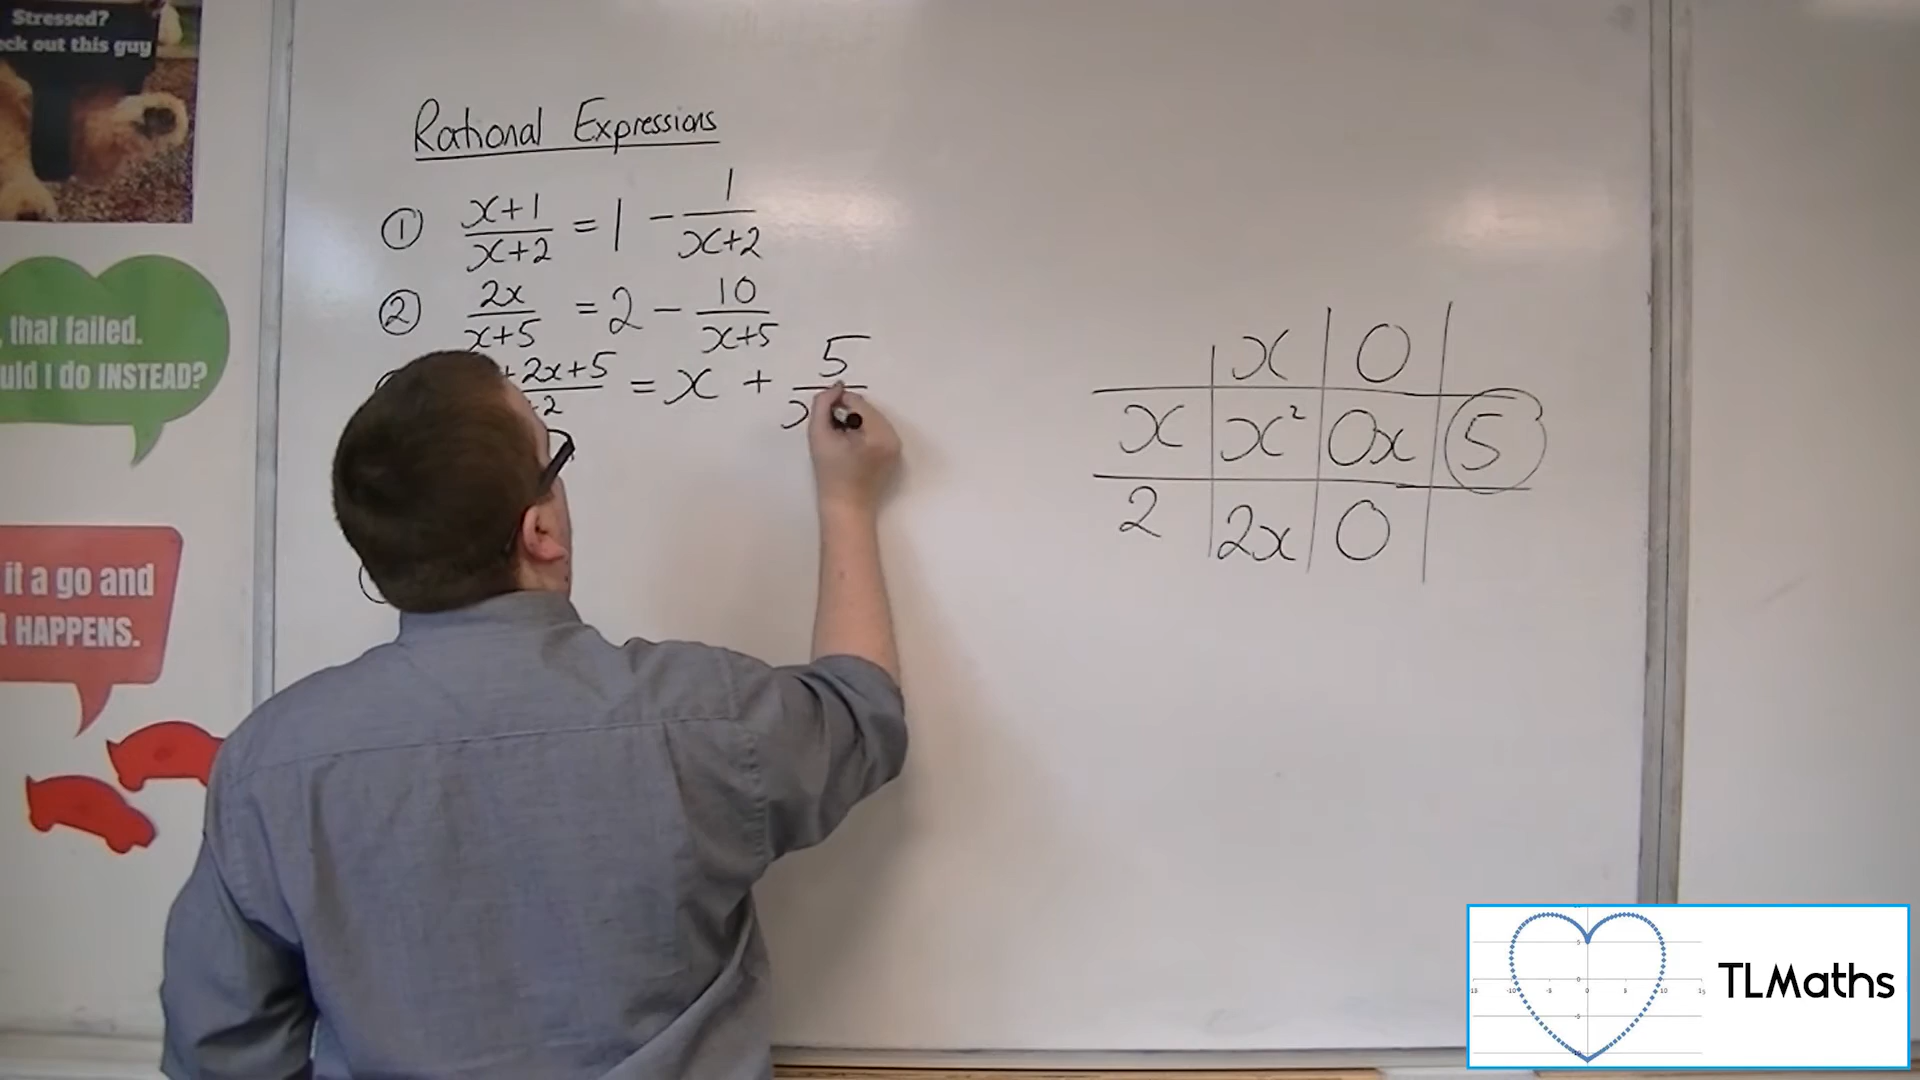 Stressed?
eck out this guy
Rational Expressions
① x+1/x+2 = 1 - 1/x+2
② 2x/x+5 = 2 - 10/x+5
+2x+5/+2 = x + 5/x
, that failed.
uld I do INSTEAD?
it a go and
HAPPENS.
x 0
x x² 0x 5
2 2x 0
TLMaths